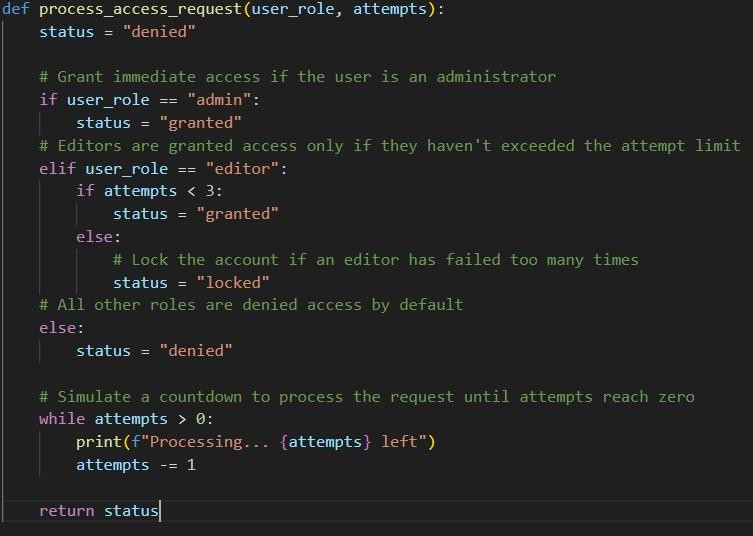 def process_access_request(user_role, attempts):
    status = "denied"

    # Grant immediate access if the user is an administrator
    if user_role == "admin":
        status = "granted"
    # Editors are granted access only if they haven't exceeded the attempt limit
    elif user_role == "editor":
        if attempts < 3:
            status = "granted"
        else:
            # Lock the account if an editor has failed too many times
            status = "locked"
    # All other roles are denied access by default
    else:
        status = "denied"

    # Simulate a countdown to process the request until attempts reach zero
    while attempts > 0:
        print(f"Processing... {attempts} left")
        attempts -= 1

    return status